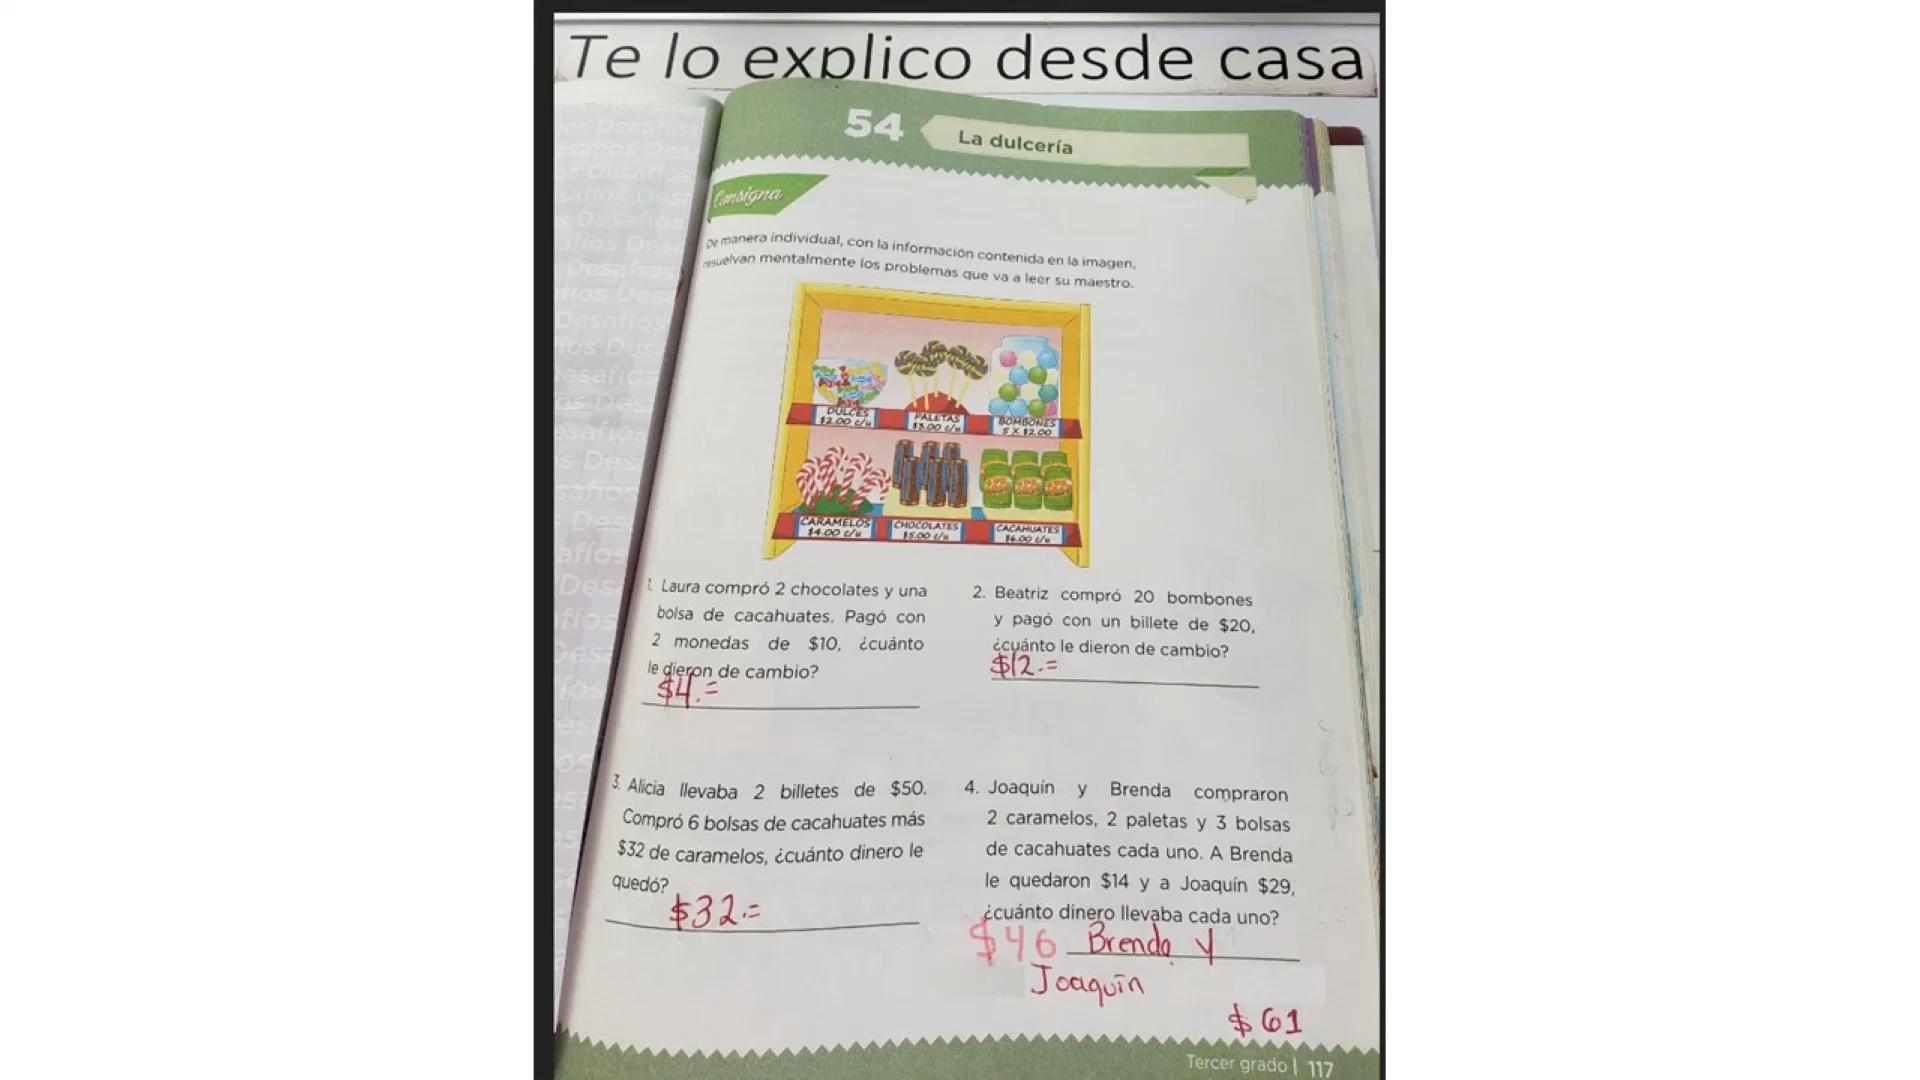 Te lo explico desde casa
54
La dulcería
Consigna
De manera individual, con la información contenida en la imagen,
resuelvan mentalmente los problemas que va a leer su maestro.
DULCES
$2.00 c/u
PALETAS
$3.00 c/u
BOMBONES
5 X $2.00
CARAMELOS
$4.00 c/u
CHOCOLATES
$5.00 c/u
CACAHUATES
$6.00 c/u
1. Laura compró 2 chocolates y una
bolsa de cacahuates. Pagó con
2 monedas de $10, ¿cuánto
le dieron de cambio?
$4.=
2. Beatriz compró 20 bombones
y pagó con un billete de $20,
¿cuánto le dieron de cambio?
$12.=
3. Alicia llevaba 2 billetes de $50.
Compró 6 bolsas de cacahuates más
$32 de caramelos, ¿cuánto dinero le
quedó?
$32.=
4. Joaquín y Brenda compraron
2 caramelos, 2 paletas y 3 bolsas
de cacahuates cada uno. A Brenda
le quedaron $14 y a Joaquín $29,
¿cuánto dinero llevaba cada uno?
$46 Brenda y
Joaquín
$61
Tercer grado | 117